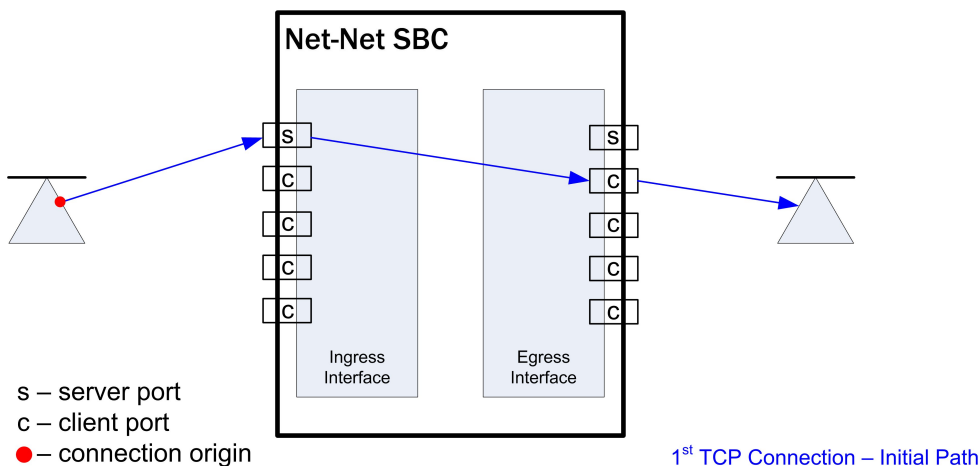 Net-Net SBC
s
s
c
c
c
c
c
c
c
c
Ingress
Interface
Egress
Interface
s – server port
c – client port
– connection origin
1st TCP Connection – Initial Path